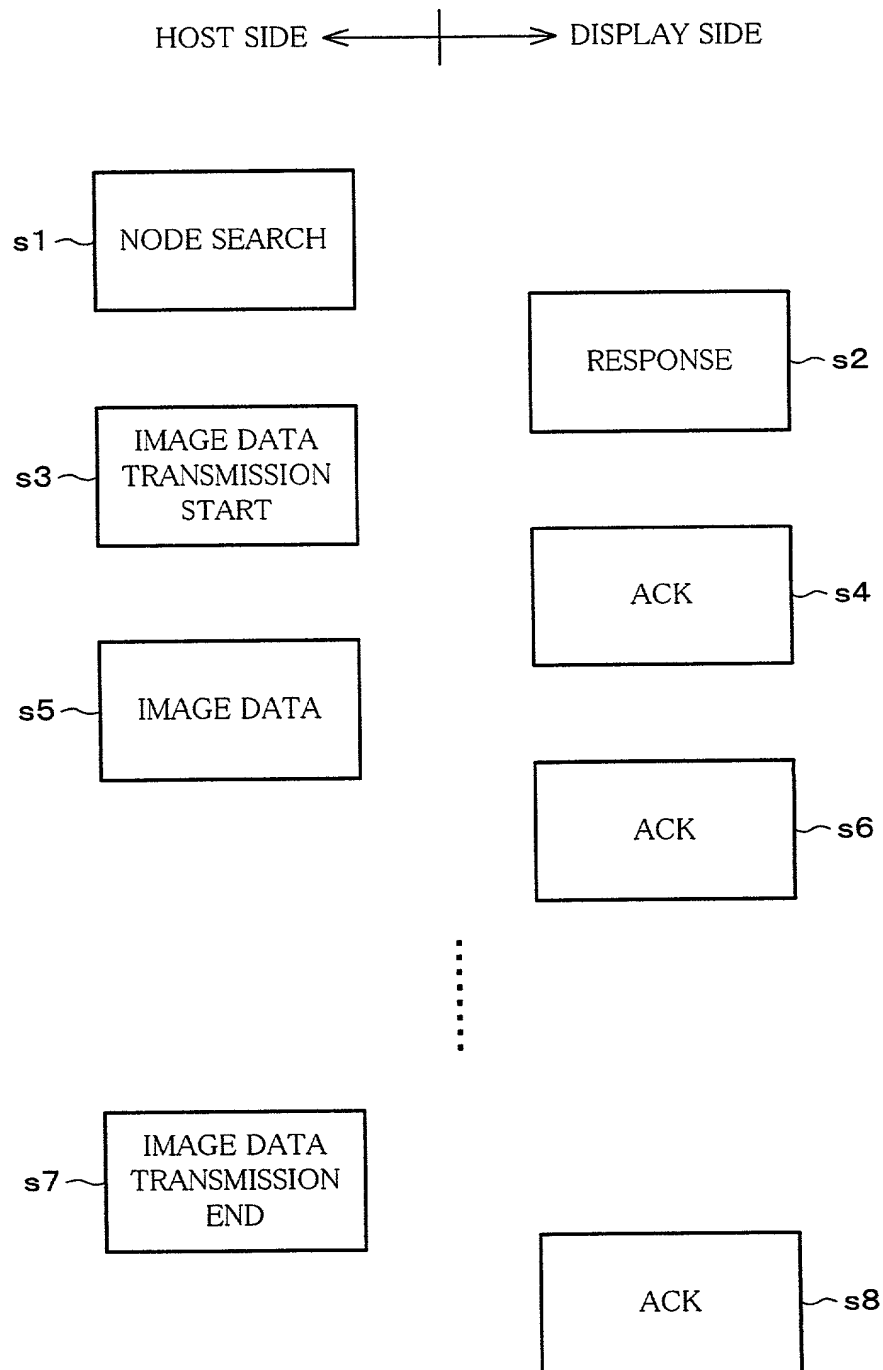 HOST SIDE DISPLAY SIDE
s1 NODE SEARCH
RESPONSE s2
IMAGE DATA
s3 TRANSMISSION
START
ACK s4
s5 IMAGE DATA
ACK s6
IMAGE DATA
s7 TRANSMISSION
END
ACK s8